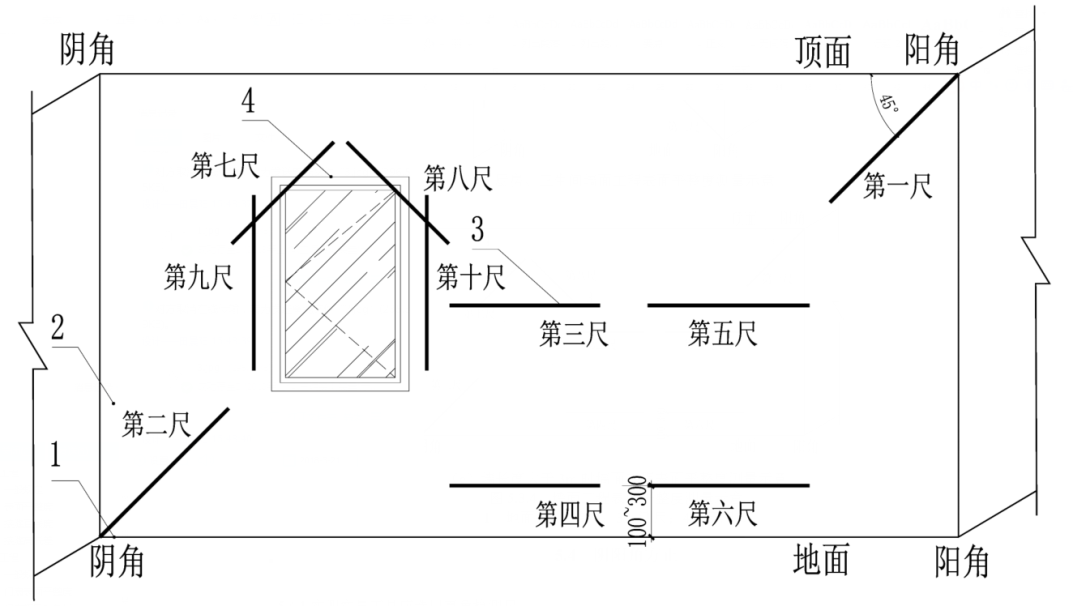 阴角
顶面
阳角
45°
4
第七尺
第八尺
第一尺
3
第九尺
第十尺
2
第三尺
第五尺
第二尺
1
100~300
第四尺
第六尺
阴角
地面
阳角